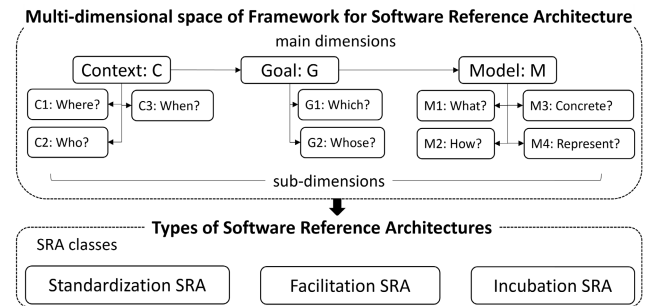 Multi-dimensional space of Framework for Software Reference Architecture
main dimensions
Context: C
Goal: G
Model: M
C1: Where?
C3: When?
G1: Which?
M1: What?
M3: Concrete?
C2: Who?
G2: Whose?
M2: How?
M4: Represent?
sub-dimensions
Types of Software Reference Architectures
SRA classes
Standardization SRA
Facilitation SRA
Incubation SRA